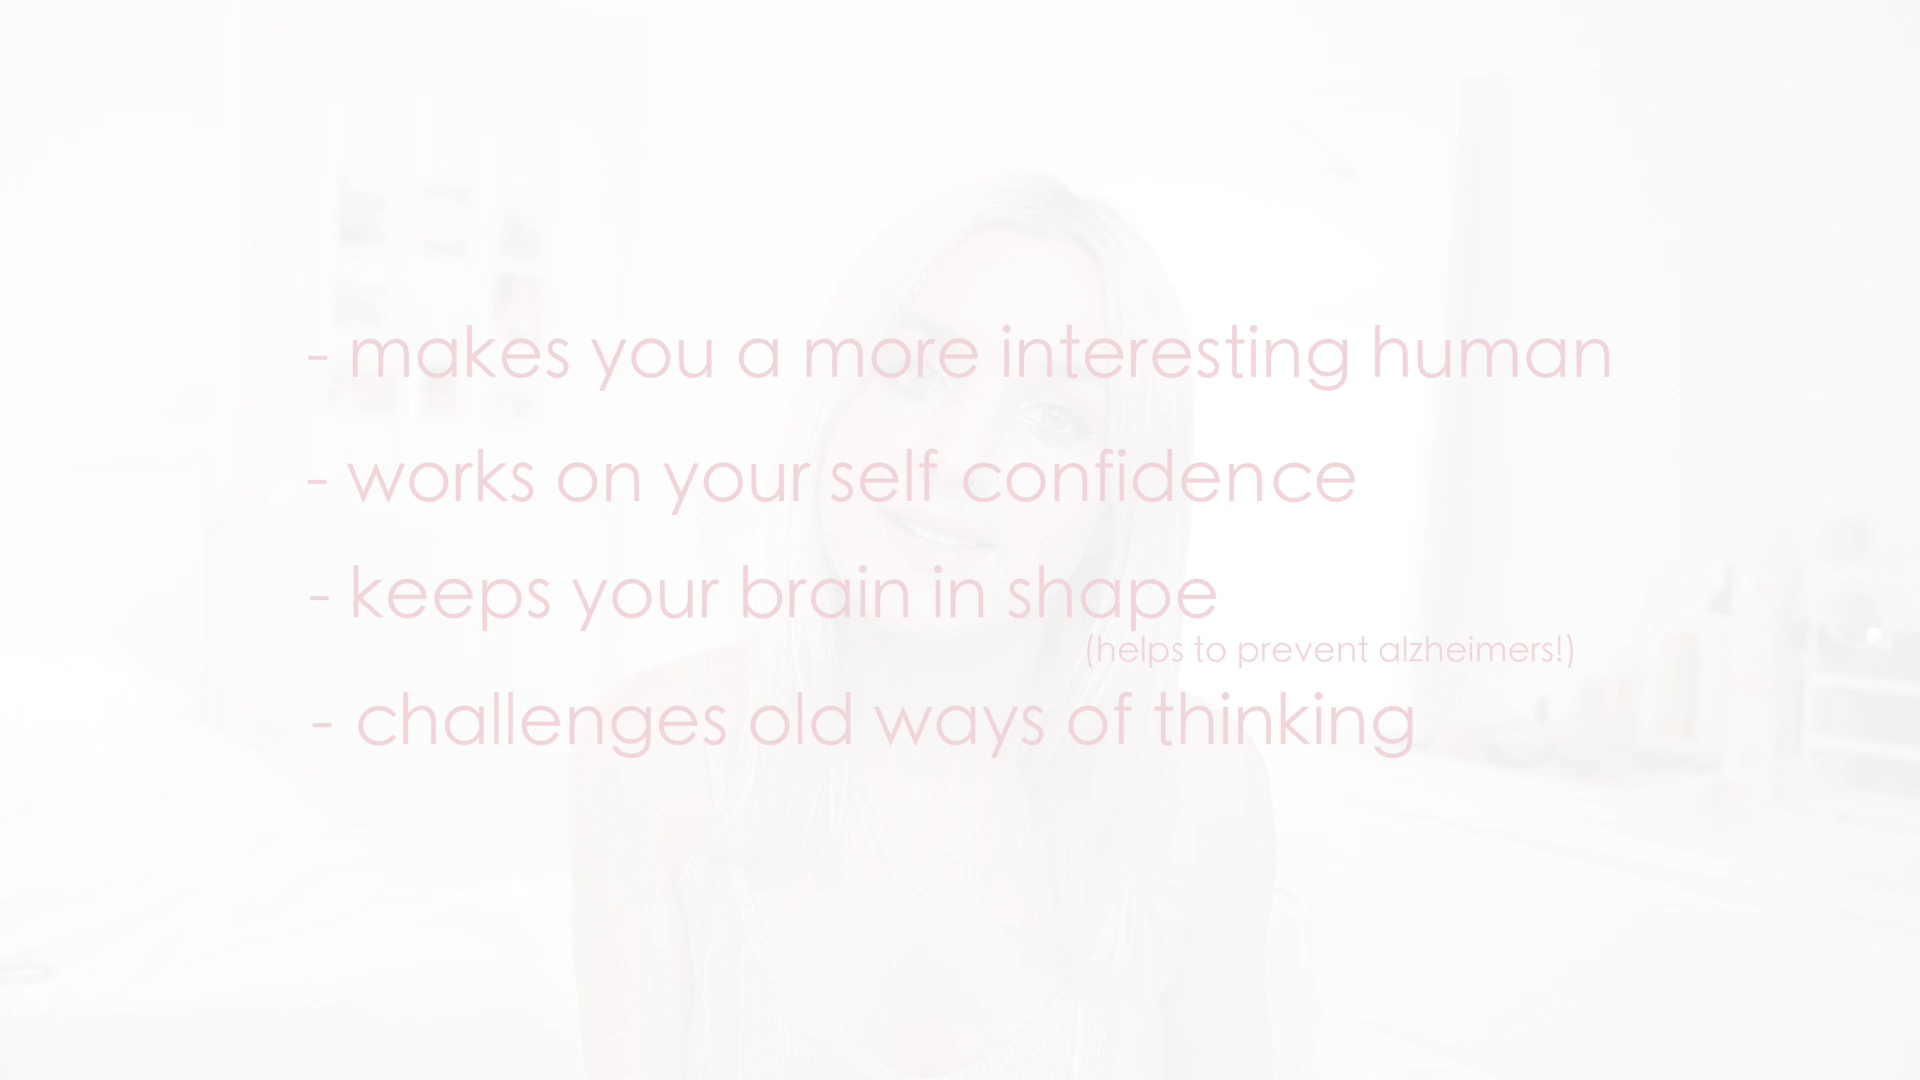 - makes you a more interesting human
- works on your self confidence
- keeps your brain in shape
(helps to prevent alzheimers!)
- challenges old ways of thinking